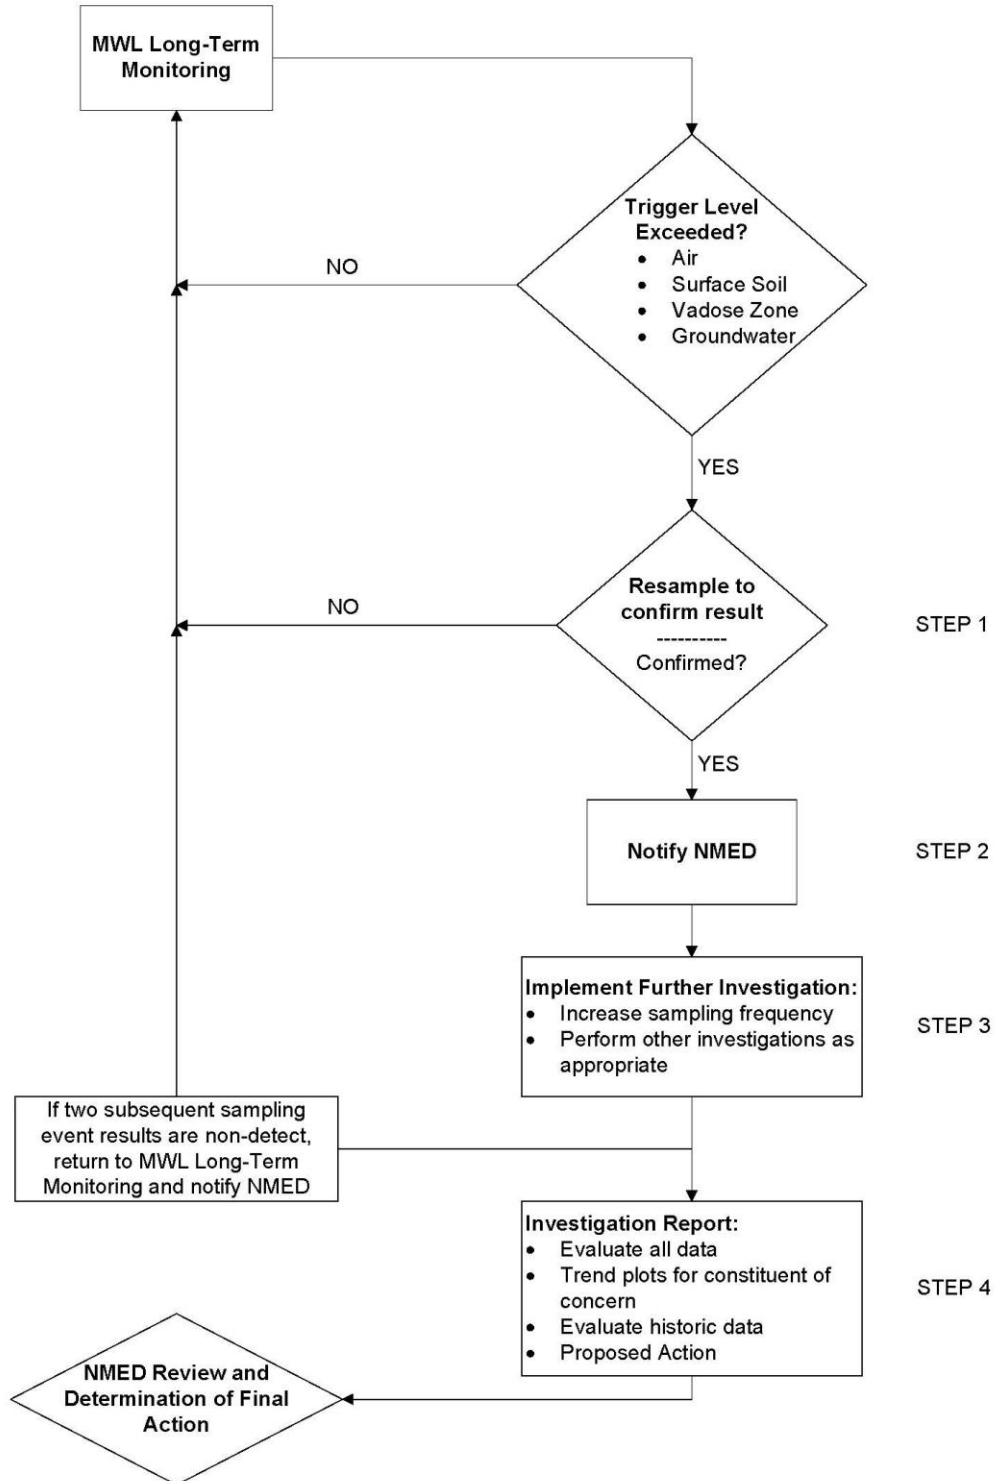 MWL Long-Term
Monitoring
Trigger Level
Exceeded?
• Air
• Surface Soil
• Vadose Zone
• Groundwater
NO
YES
Resample to
confirm result
----------
Confirmed?
NO
STEP 1
YES
Notify NMED
STEP 2
Implement Further Investigation:
• Increase sampling frequency
• Perform other investigations as
appropriate
STEP 3
If two subsequent sampling
event results are non-detect,
return to MWL Long-Term
Monitoring and notify NMED
Investigation Report:
• Evaluate all data
• Trend plots for constituent of
concern
• Evaluate historic data
• Proposed Action
STEP 4
NMED Review and
Determination of Final
Action